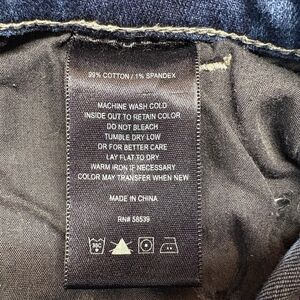 99% COTTON / 1% SPANDEX
MACHINE WASH COLD
INSIDE OUT TO RETAIN COLOR
DO NOT BLEACH
TUMBLE DRY LOW
OR FOR BETTER CARE
LAY FLAT TO DRY
WARM IRON IF NECESSARY
COLOR MAY TRANSFER WHEN NEW
MADE IN CHINA
RN# 58539